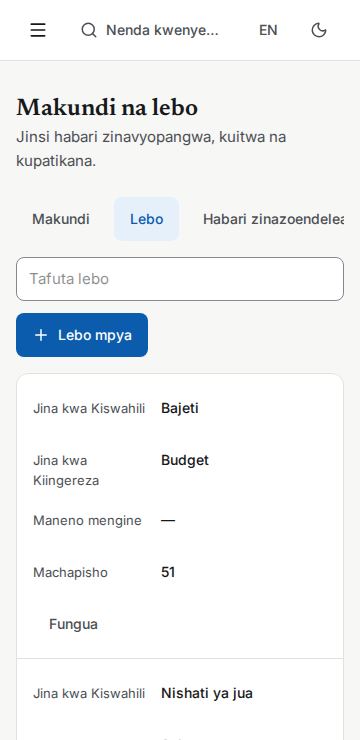 Nenda kwenye...
EN
Makundi na lebo
Jinsi habari zinavyopangwa, kuitwa na
kupatikana.
Makundi
Lebo
Habari zinazoendelea
Tafuta lebo
Lebo mpya
Jina kwa Kiswahili
Bajeti
Jina kwa
Kiingereza
Budget
Maneno mengine
—
Machapisho
51
Fungua
Jina kwa Kiswahili
Nishati ya jua